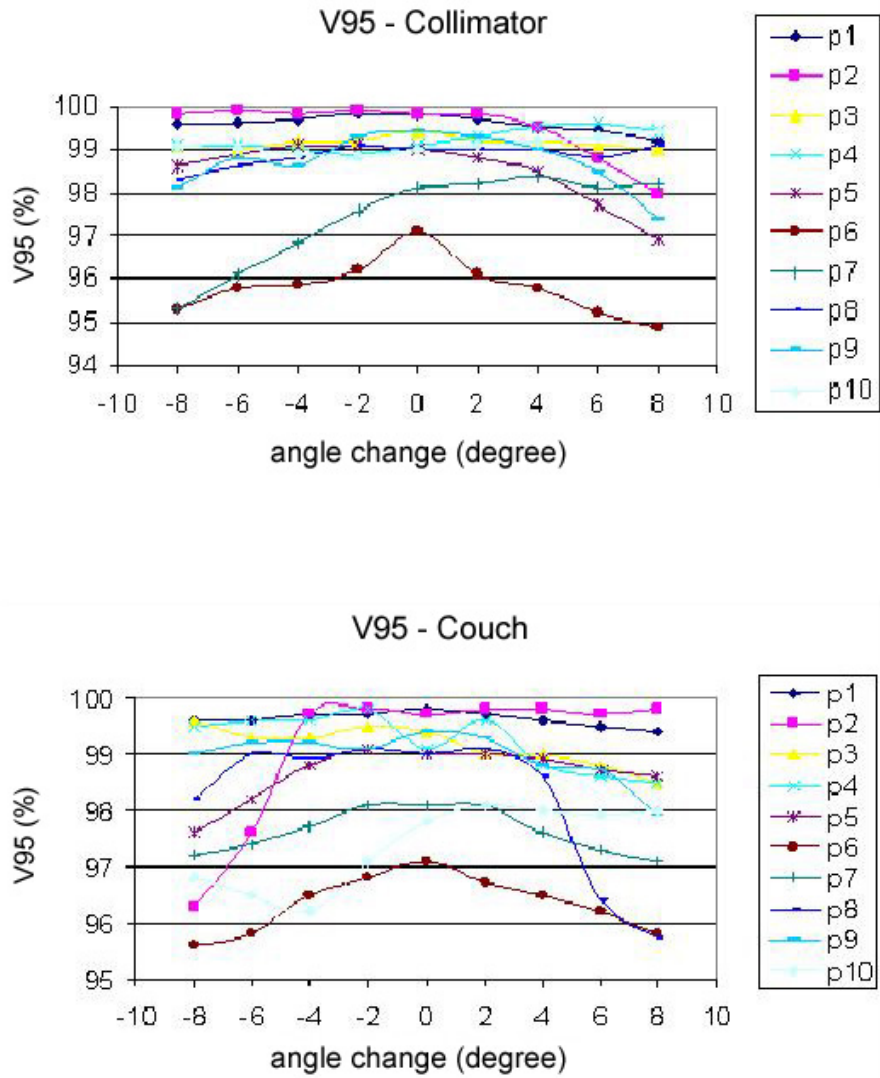 V95 - Collimator
V95 (%)
100
99
98
97
96
95
94
-10 -8 -6 -4 -2 0 2 4 6 8 10
angle change (degree)
p1
p2
p3
p4
p5
p6
p7
p8
p9
p10
V95 - Couch
V95 (%)
100
99
98
97
96
95
-10 -8 -6 -4 -2 0 2 4 6 8 10
angle change (degree)
p1
p2
p3
p4
p5
p6
p7
p8
p9
p10